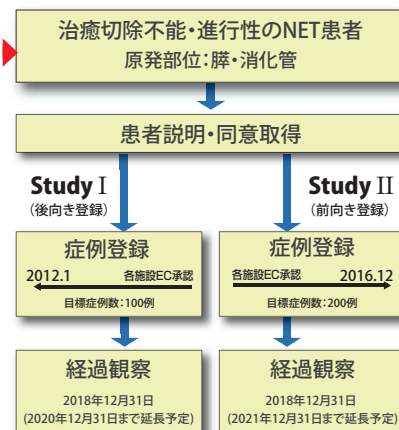 治癒切除不能・進行性のNET患者
原発部位：膵・消化管
患者説明・同意取得
Study I
（後向き登録）
Study II
（前向き登録）
症例登録
2012.1 各施設EC承認
目標症例数：100例
症例登録
各施設EC承認 2016.12
目標症例数：200例
経過観察
2018年12月31日
(2020年12月31日まで延長予定)
経過観察
2018年12月31日
(2021年12月31日まで延長予定)